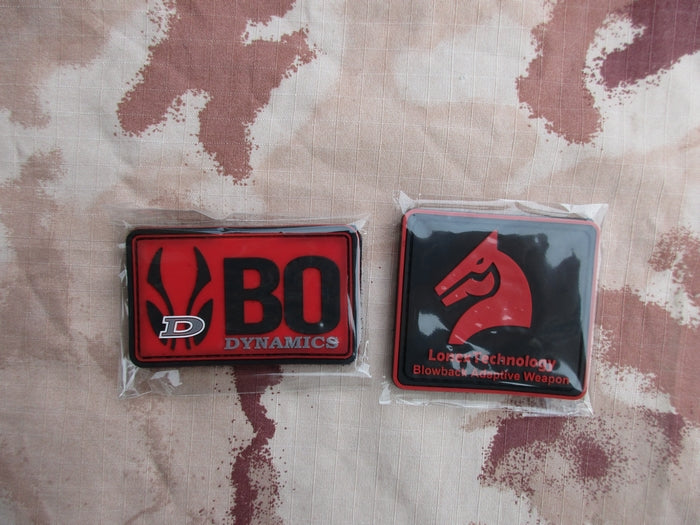 D
BO
DYNAMICS
Technology
Blowback Adaptive Weapon